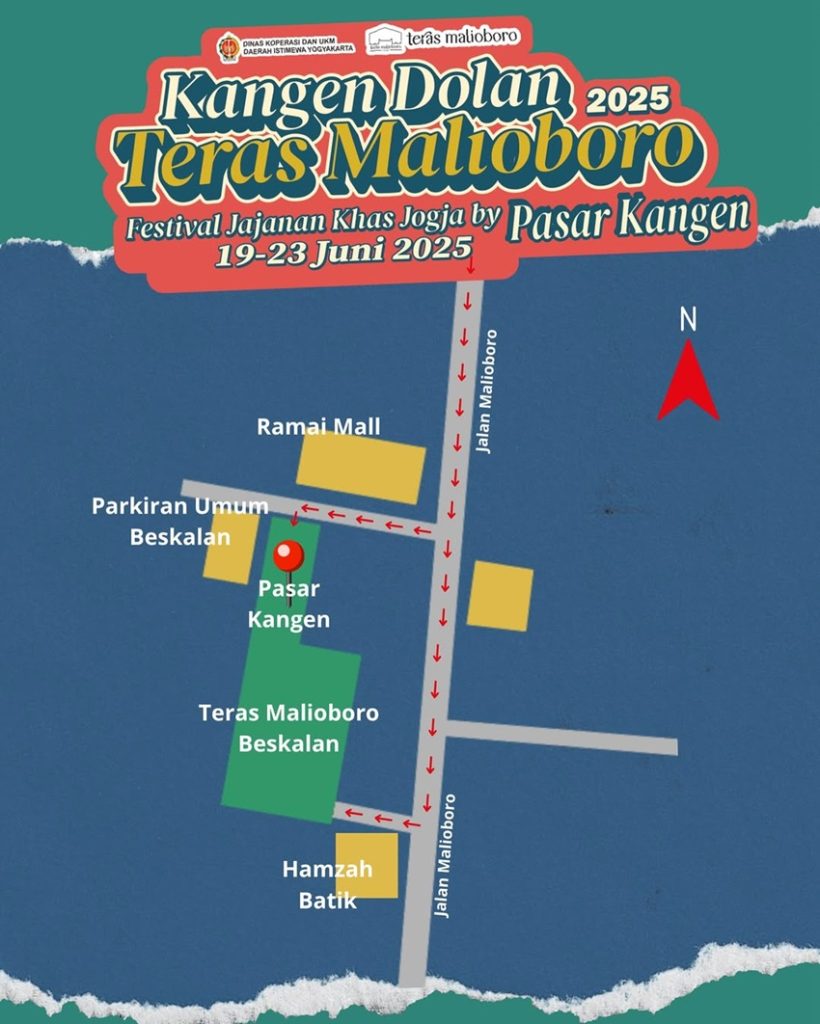 DINAS KOPERASI DAN UKM
DAERAH ISTIMEWA YOGYAKARTA
teras malioboro
Kangen Dolan 2025
Teras Malioboro
Festival Jajanan Khas Jogja by Pasar Kangen
19-23 Juni 2025
N
Jalan Malioboro
Ramai Mall
Parkiran Umum
Beskalan
Pasar
Kangen
Teras Malioboro
Beskalan
Jalan Malioboro
Hamzah
Batik